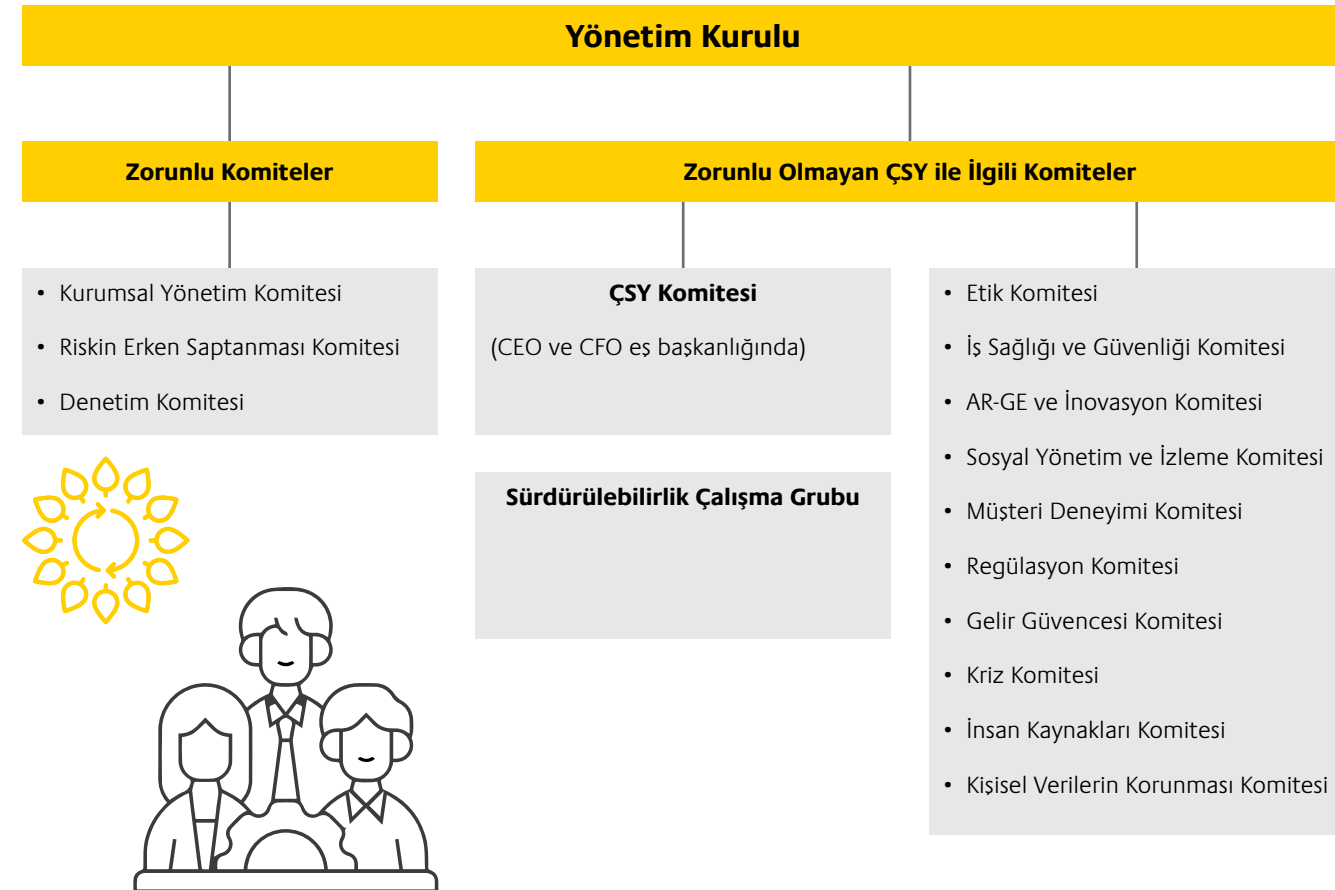 Yönetim Kurulu
Zorunlu Komiteler
Zorunlu Olmayan ÇSY ile İlgili Komiteler
• Kurumsal Yönetim Komitesi
• Riskin Erken Saptanması Komitesi
• Denetim Komitesi
ÇSY Komitesi
(CEO ve CFO eş başkanlığında)
Sürdürülebilirlik Çalışma Grubu
• Etik Komitesi
• İş Sağlığı ve Güvenliği Komitesi
• AR-GE ve İnovasyon Komitesi
• Sosyal Yönetim ve İzleme Komitesi
• Müşteri Deneyimi Komitesi
• Regülasyon Komitesi
• Gelir Güvencesi Komitesi
• Kriz Komitesi
• İnsan Kaynakları Komitesi
• Kişisel Verilerin Korunması Komitesi